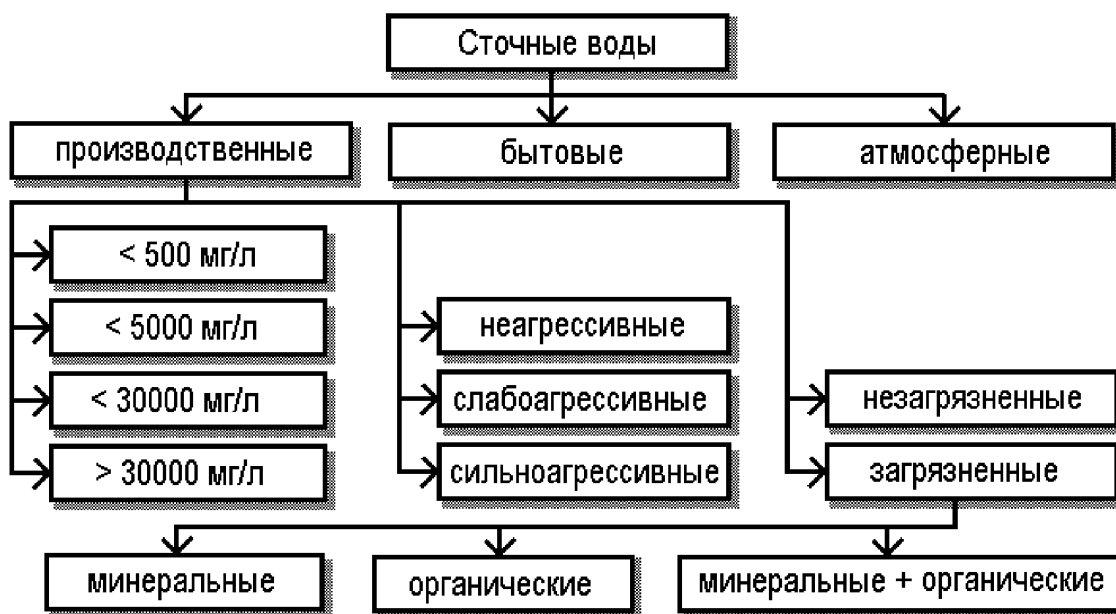 Сточные воды
производственные
бытовые
атмосферные
< 500 мг/л
< 5000 мг/л
< 30000 мг/л
> 30000 мг/л
неагрессивные
слабоагрессивные
сильноагрессивные
незагрязненные
загрязненные
минеральные
органические
минеральные + органические